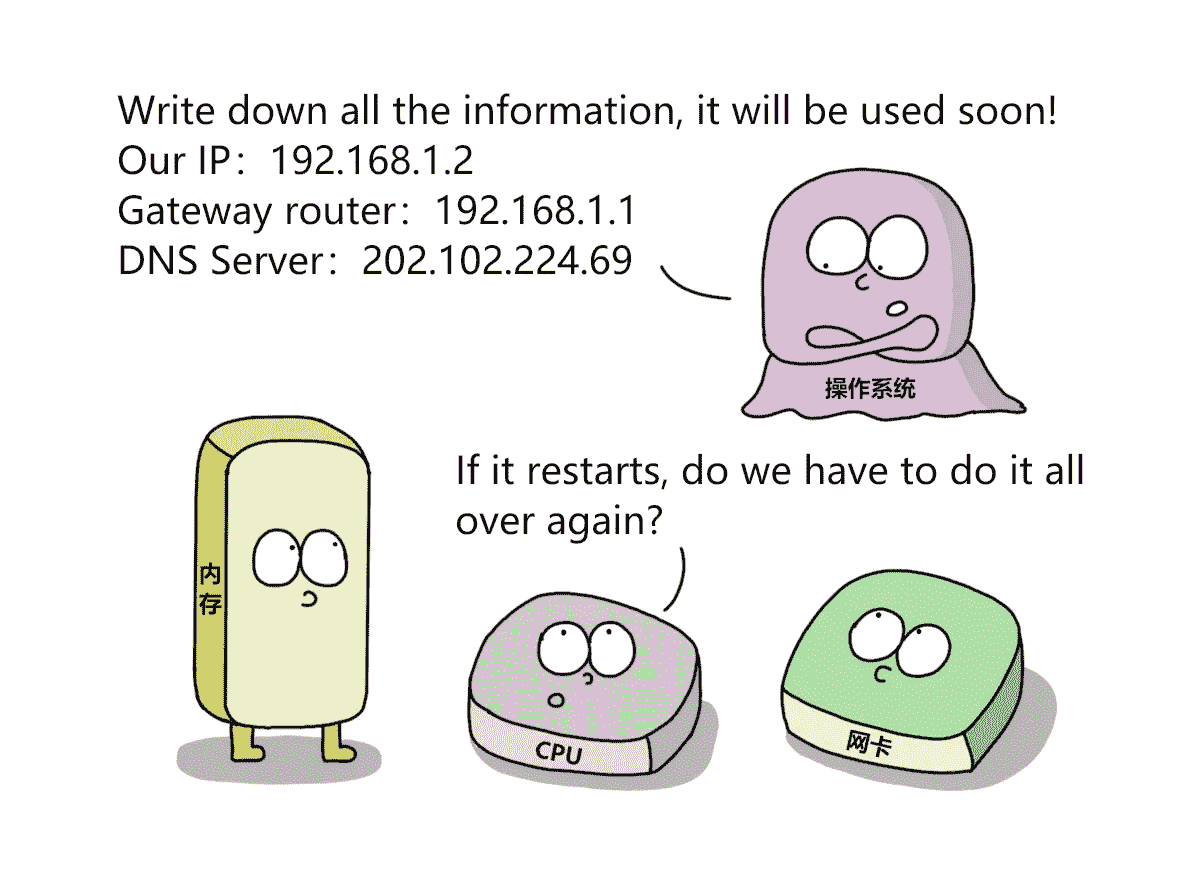 Write down all the information, it will be used soon!
Our IP：192.168.1.2
Gateway router：192.168.1.1
DNS Server：202.102.224.69
操作系统
If it restarts, do we have to do it all
over again?
内
存
CPU
网卡